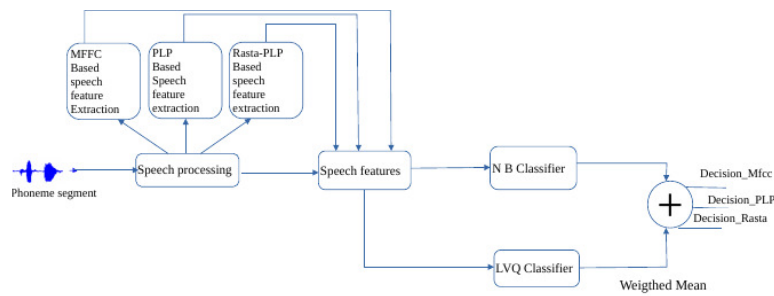 MFFC
Based
speech
feature
Extraction
PLP
Based
Speech
feature
extraction
Rasta-PLP
Based
speech
feature
extraction
Phoneme segment
Speech processing
Speech features
N B Classifier
LVQ Classifier
+
Decision_Mfcc
Decision_PLP
Decision_Rasta
Weigthed Mean